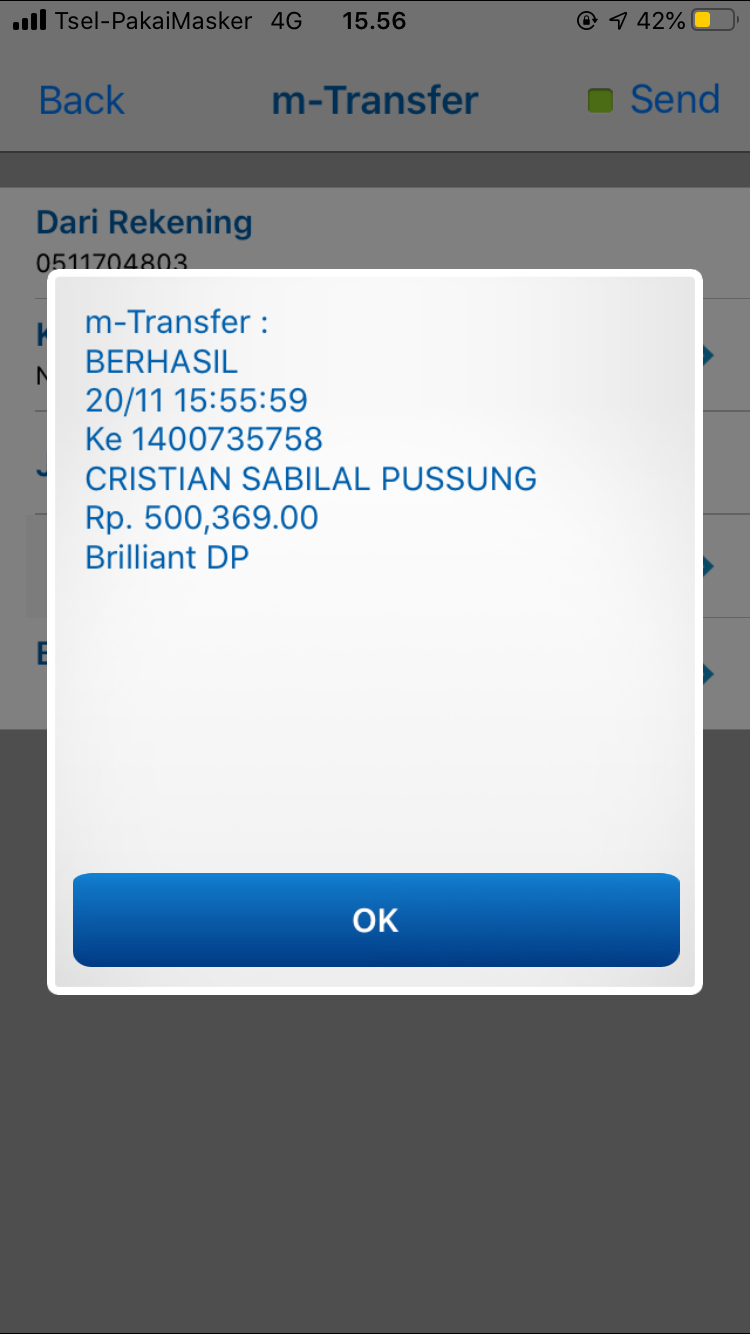 Tsel-PakaiMasker 4G 15.56 42%
Back m-Transfer Send
Dari Rekening
0511704803
m-Transfer :
BERHASIL
20/11 15:55:59
Ke 1400735758
CRISTIAN SABILAL PUSSUNG
Rp. 500,369.00
Brilliant DP
OK